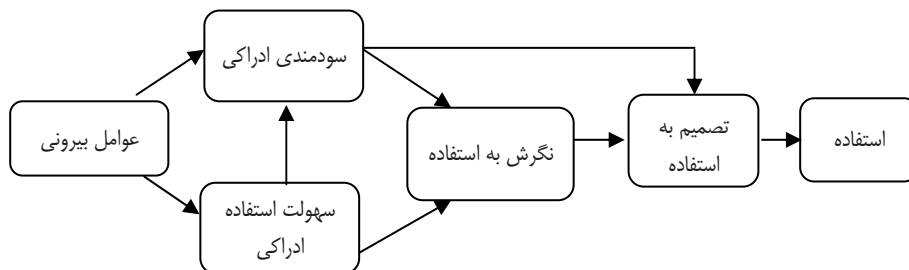 سودمندی ادراکی
عوامل بیرونی
نگرش به استفاده
تصمیم به
استفاده
استفاده
سهولت استفاده
ادراکی